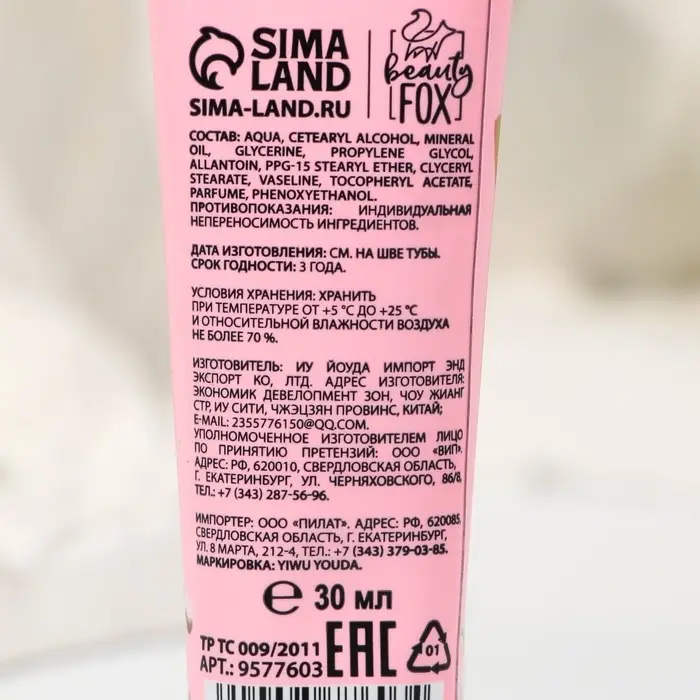 SIMA
LAND
SIMA-LAND.RU
beauty
FOX
СОСТАВ: AQUA, CETEARYL ALCOHOL, MINERAL
OIL, GLYCERINE, PROPYLENE GLYCOL,
ALLANTOIN, PPG-15 STEARYL ETHER, CLYCERYL
STEARATE, VASELINE, TOCOPHERYL ACETATE,
PARFUME, PHENOXYETHANOL.
ПРОТИВОПОКАЗАНИЯ: ИНДИВИДУАЛЬНАЯ
НЕПЕРЕНОСИМОСТЬ ИНГРЕДИЕНТОВ.
ДАТА ИЗГОТОВЛЕНИЯ: СМ. НА ШВЕ ТУБЫ.
СРОК ГОДНОСТИ: 3 ГОДА.
УСЛОВИЯ ХРАНЕНИЯ: ХРАНИТЬ
ПРИ ТЕМПЕРАТУРЕ ОТ +5 °С ДО +25 °С
И ОТНОСИТЕЛЬНОЙ ВЛАЖНОСТИ ВОЗДУХА
НЕ БОЛЕЕ 70 %.
ИЗГОТОВИТЕЛЬ: ИУ ЙОУДА ИМПОРТ ЭНД
ЭКСПОРТ КО, ЛТД. АДРЕС ИЗГОТОВИТЕЛЯ:
ЭКОНОМИК ДЕВЕЛОПМЕНТ ЗОН, ЧОУ ЖИАНГ
СТР, ИУ СИТИ, ЧЖЭЦЗЯН ПРОВИНС, КИТАЙ;
E-MAIL: 2355776150@QQ.COM.
УПОЛНОМОЧЕННОЕ ИЗГОТОВИТЕЛЕМ ЛИЦО
ПО ПРИНЯТИЮ ПРЕТЕНЗИЙ: ООО «ВИП».
АДРЕС: РФ, 620010, СВЕРДЛОВСКАЯ ОБЛАСТЬ,
Г. ЕКАТЕРИНБУРГ, УЛ. ЧЕРНЯХОВСКОГО, 86/8,
ТЕЛ.: +7 (343) 287-56-96.
ИМПОРТЕР: ООО «ПИЛАТ». АДРЕС: РФ, 620085,
СВЕРДЛОВСКАЯ ОБЛАСТЬ, Г. ЕКАТЕРИНБУРГ,
УЛ. 8 МАРТА, 212-4, ТЕЛ.: +7 (343) 379-03-85.
МАРКИРОВКА: YIWU YOUDA.
℮ 30 МЛ
ТР ТС 009/2011
АРТ.: 9577603
EAC
01